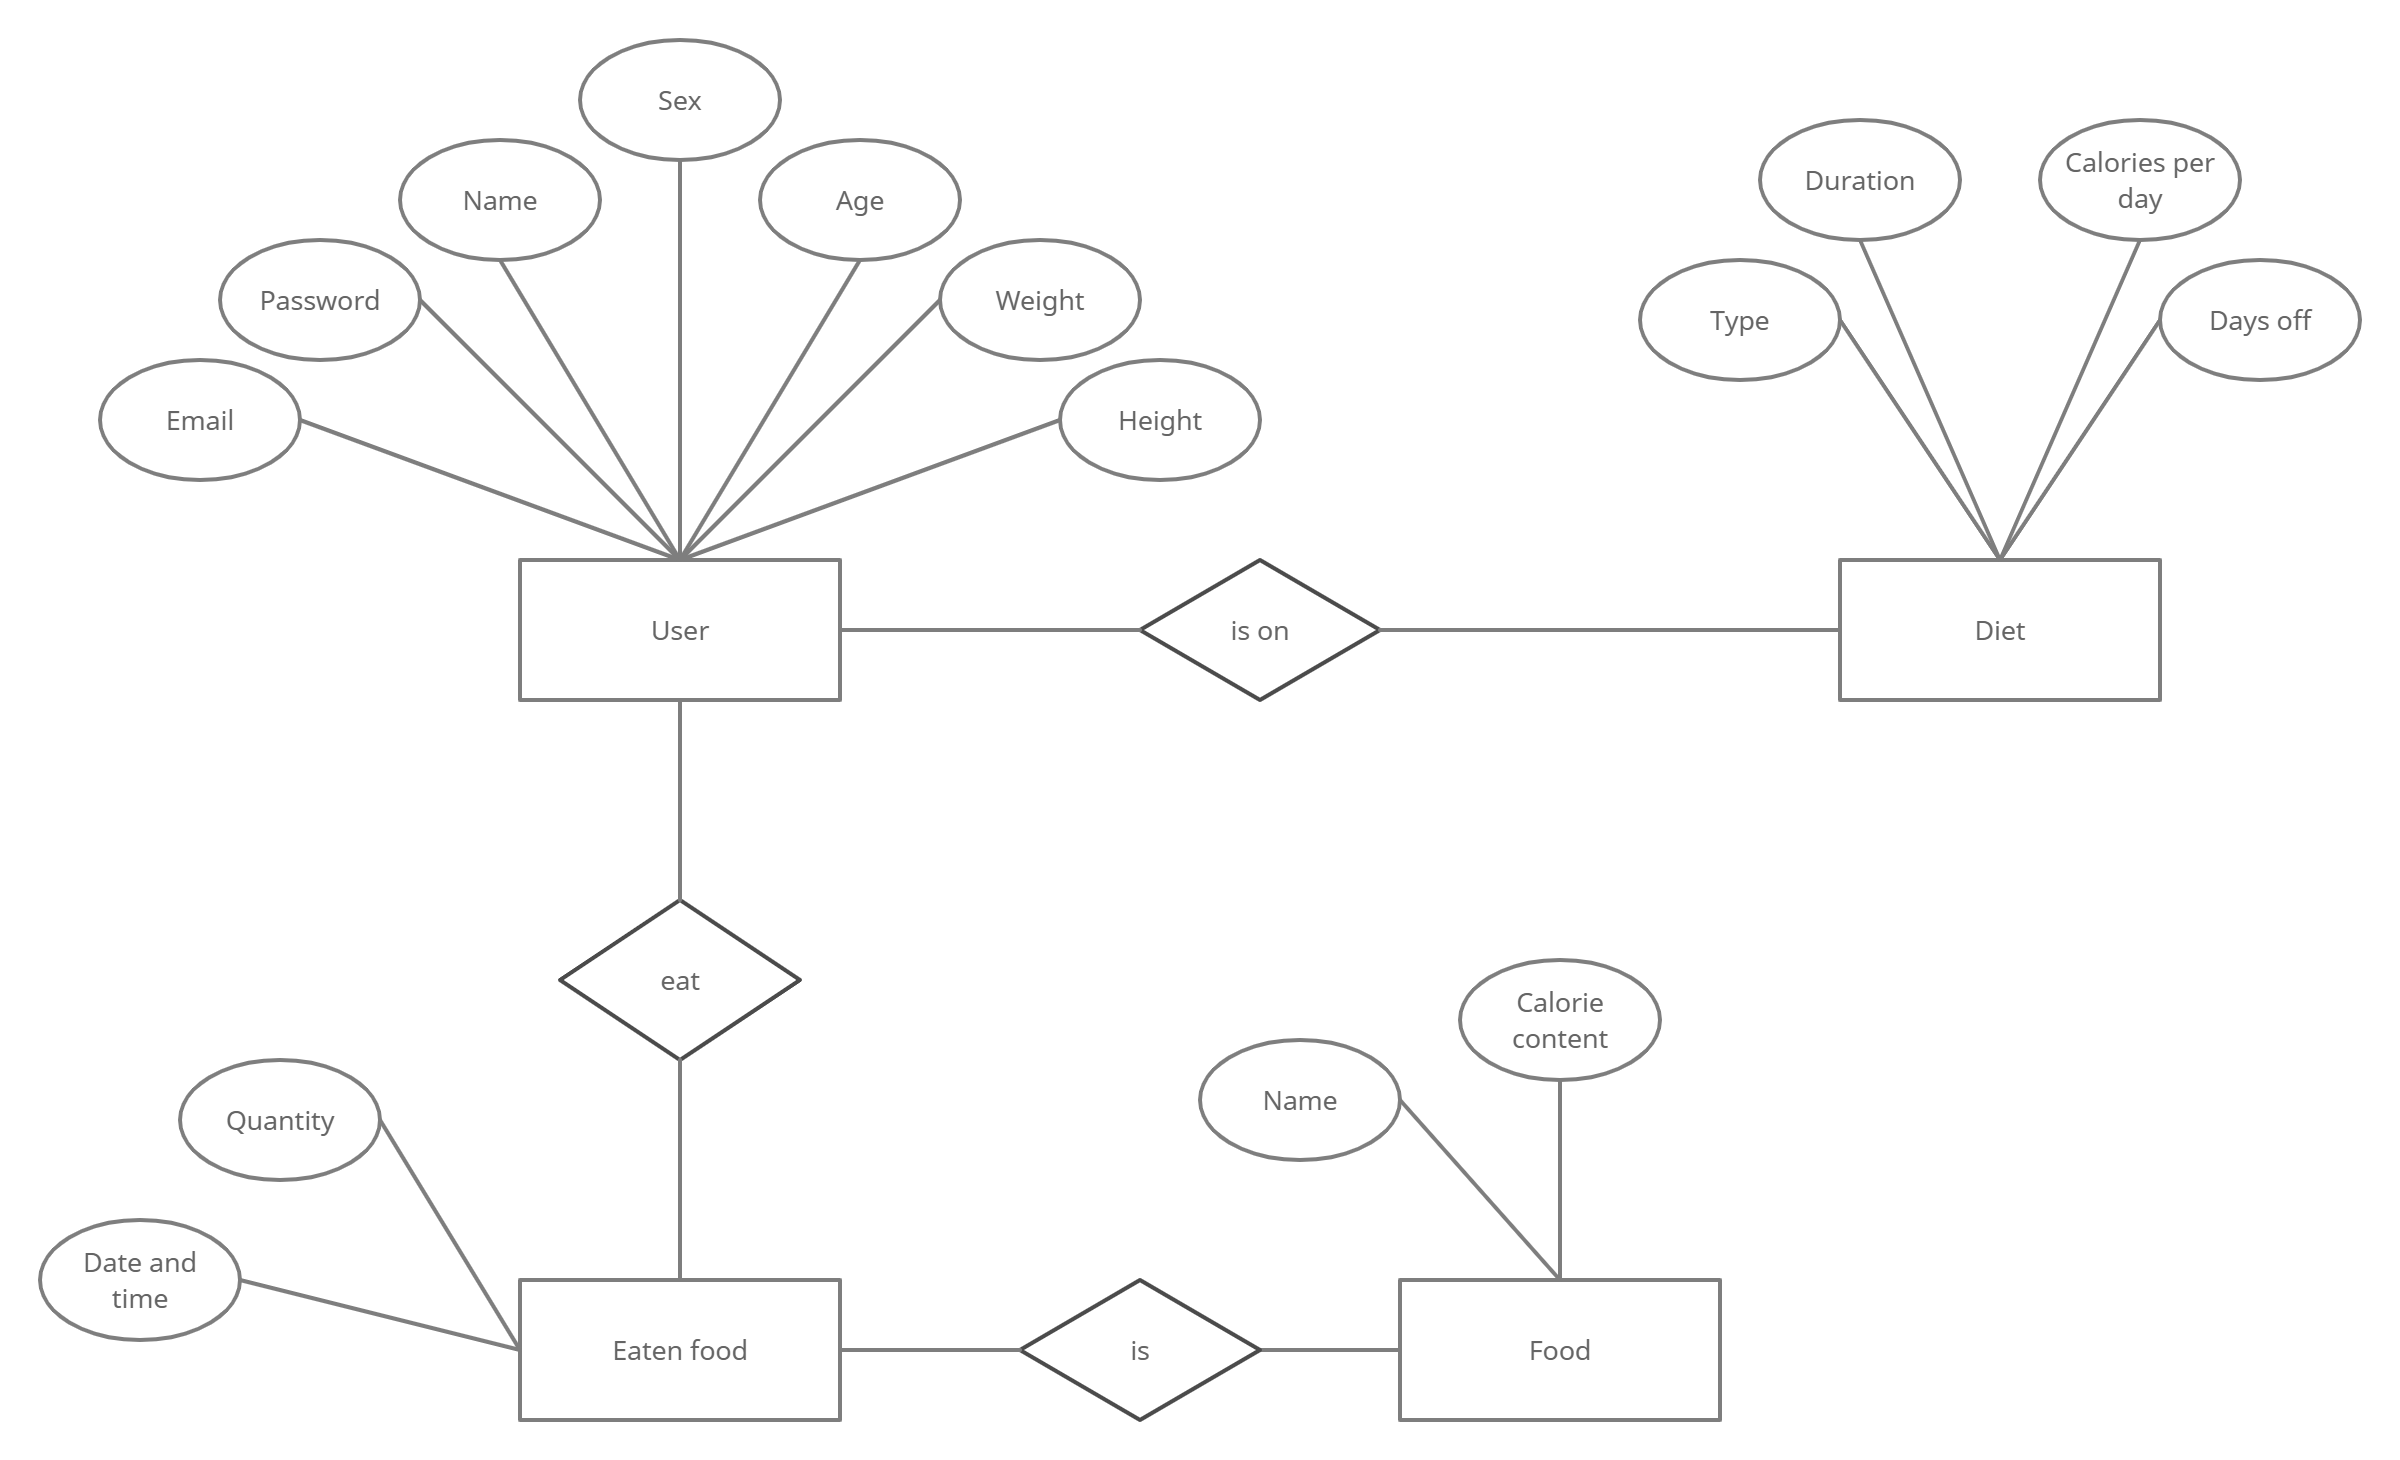 Sex
Name
Age
Duration
Calories per
day
Password
Weight
Type
Days off
Email
Height
User
is on
Diet
eat
Calorie
content
Quantity
Name
Date and
time
Eaten food
is
Food